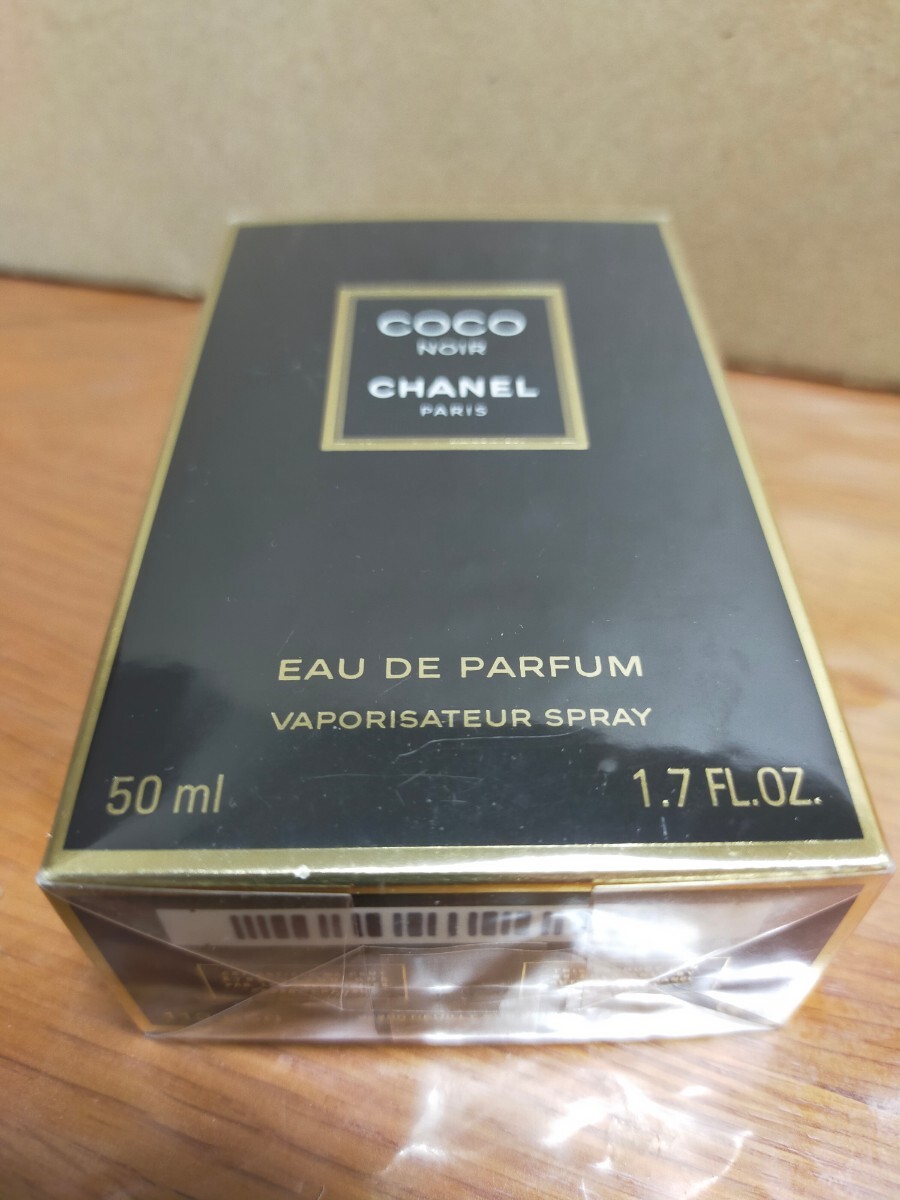 COCO
NOIR
CHANEL
PARIS
EAU DE PARFUM
VAPORISATEUR SPRAY
50 ml
1.7 FL.OZ.